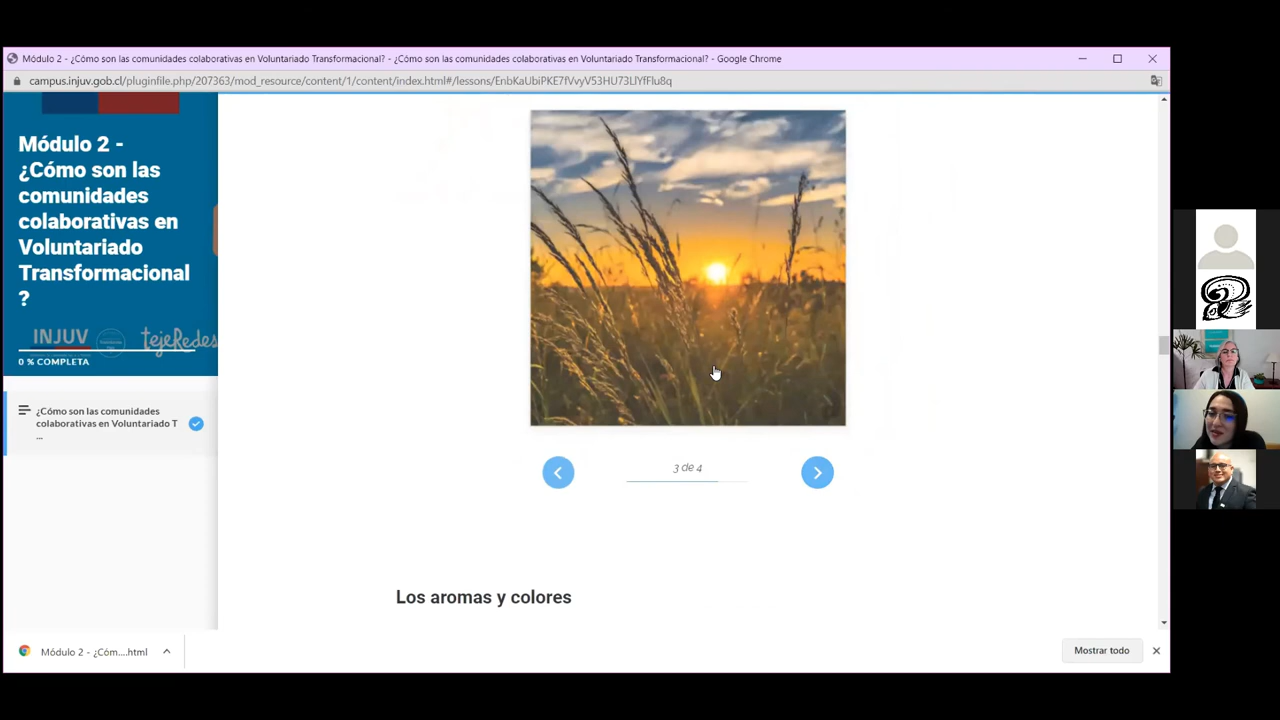 Módulo 2 - ¿Cómo son las comunidades colaborativas en Voluntariado Transformacional? - ¿Cómo son las comunidades colaborativas en Voluntariado Transformacional? - Google Chrome
campus.injuv.gob.cl/pluginfile.php/207363/mod_resource/content/1/content/index.html#/lessons/EnbKaUbiPKE7fVvyV53HU73LlYfFlu8q
Módulo 2 -
¿Cómo son las
comunidades
colaborativas en
Voluntariado
Transformacional
?
INJUV tejeRedes
0 % COMPLETA
¿Cómo son las comunidades
colaborativas en Voluntariado T
...
3 de 4
Los aromas y colores
Módulo 2 - ¿Cóm....html
Mostrar todo